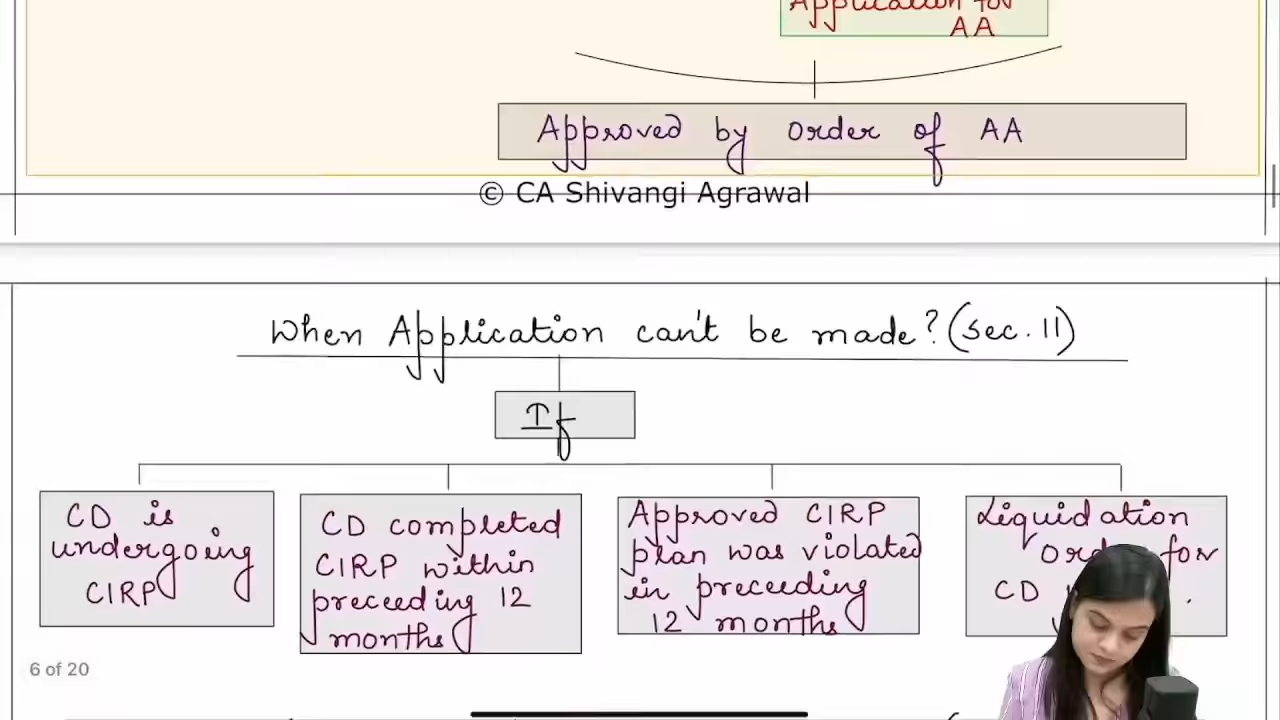 Application for
AA
Approved by order of AA
© CA Shivangi Agrawal
When Application can't be made? (Sec. 11)
If
CD is
undergoing
CIRP
CD completed
CIRP within
preceeding 12
months
Approved CIRP
plan was violated
in preceeding
12 months
Liquidation
for
CD
6 of 20